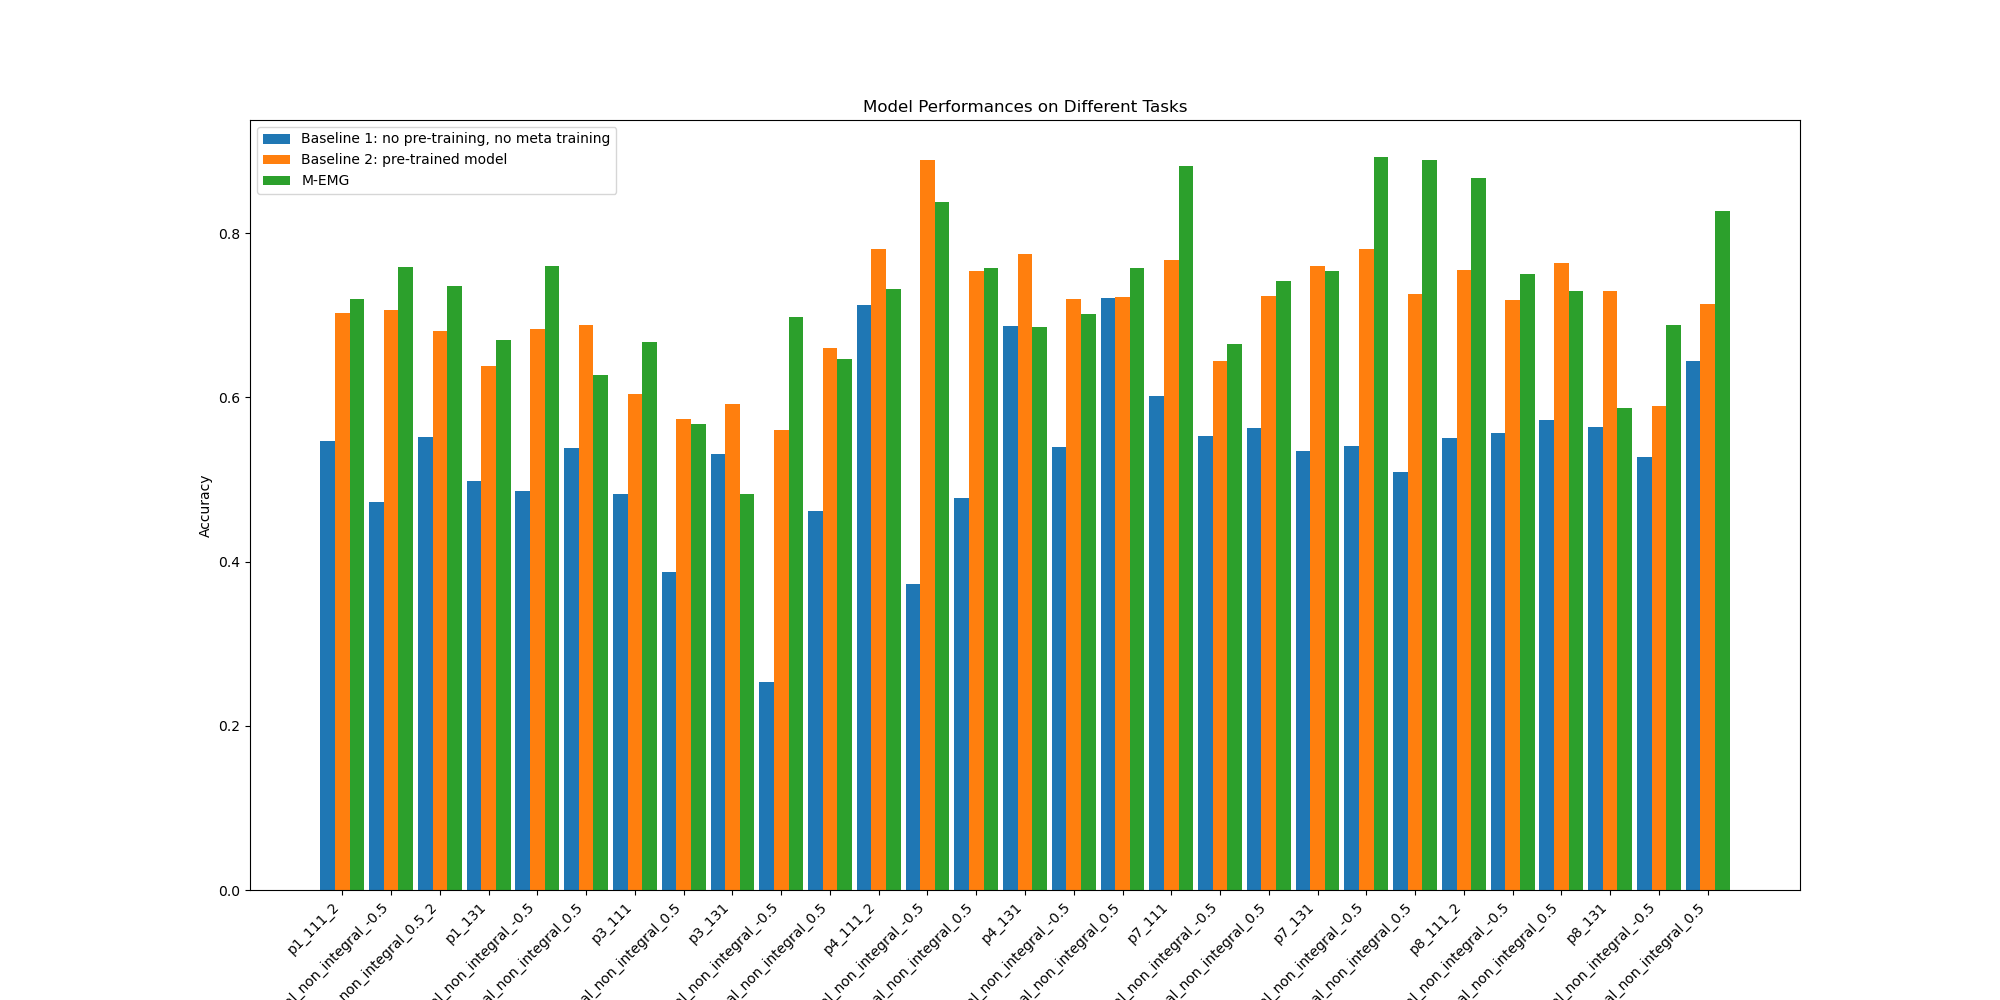 Model Performances on Different Tasks
Baseline 1: no pre-training, no meta training
Baseline 2: pre-trained model
M-EMG
Accuracy
0.8
0.6
0.4
0.2
0.0
p1_111_2
al_non_integral_-0.5
non_integral_0.5_2
p1_131
al_non_integral_-0.5
al_non_integral_0.5
p3_111
al_non_integral_0.5
p3_131
al_non_integral_-0.5
al_non_integral_0.5
p4_111_2
al_non_integral_-0.5
al_non_integral_0.5
p4_131
al_non_integral_-0.5
al_non_integral_0.5
p7_111
al_non_integral_-0.5
al_non_integral_0.5
p7_131
al_non_integral_-0.5
al_non_integral_0.5
p8_111_2
al_non_integral_-0.5
al_non_integral_0.5
p8_131
al_non_integral_-0.5
al_non_integral_0.5